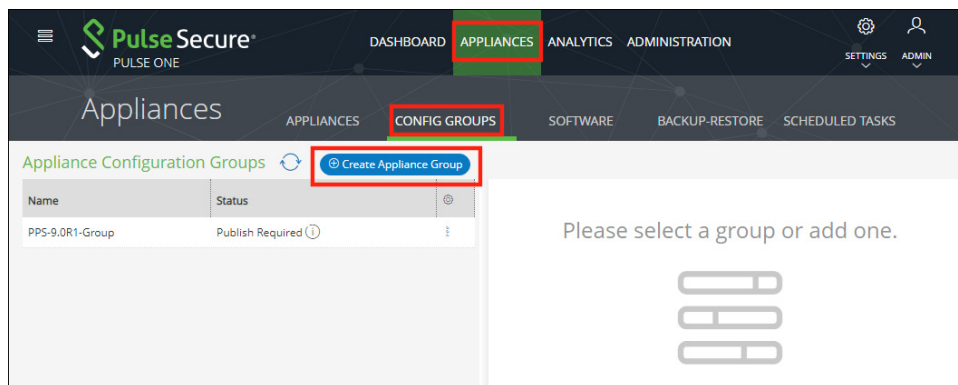 Pulse Secure®
PULSE ONE
DASHBOARD APPLIANCES ANALYTICS ADMINISTRATION
SETTINGS ADMIN
Appliances
APPLIANCES CONFIG GROUPS SOFTWARE BACKUP-RESTORE SCHEDULED TASKS
Appliance Configuration Groups Create Appliance Group
Name Status
PPS-9.0R1-Group Publish Required
Please select a group or add one.